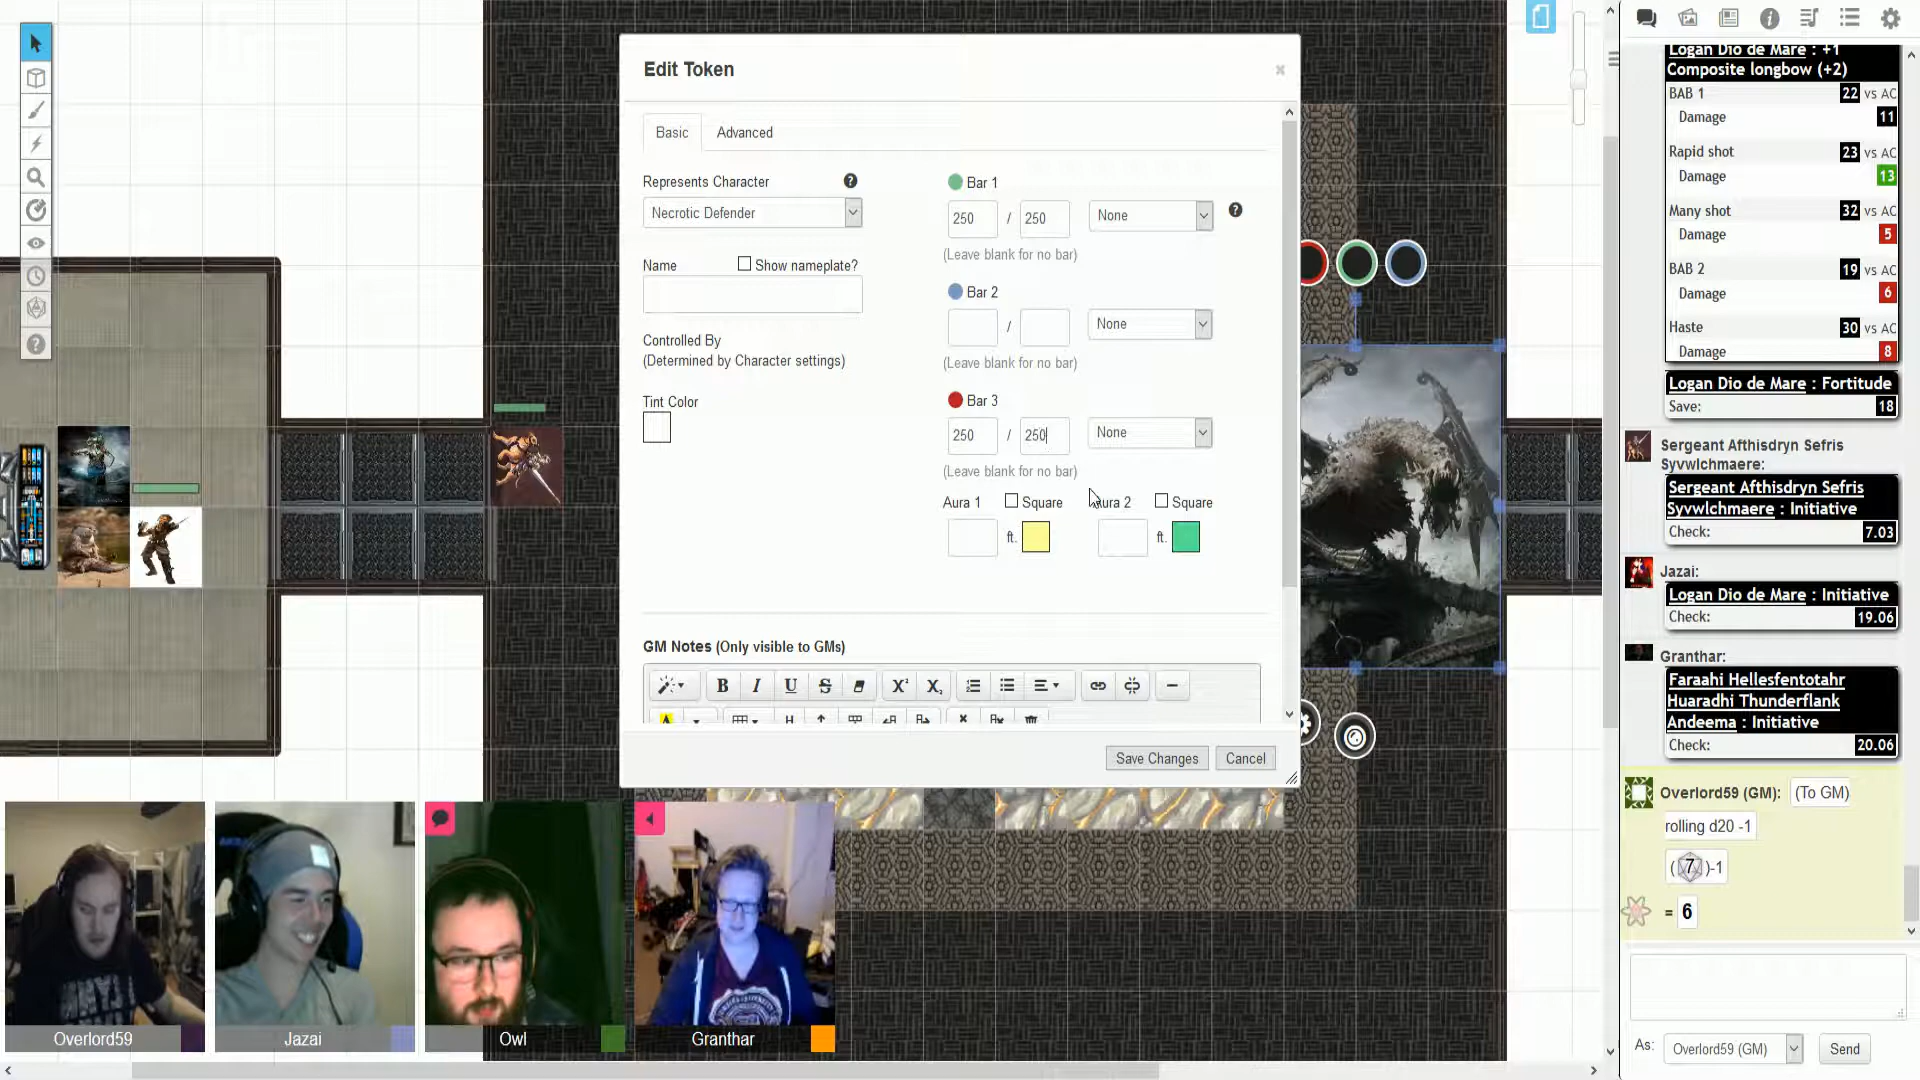 Edit Token
×
Basic
Advanced
Represents Character
?
Necrotic Defender
Name
Show nameplate?
Controlled By
(Determined by Character settings)
Tint Color
Bar 1
250 / 250
None
?
(Leave blank for no bar)
Bar 2
/
None
(Leave blank for no bar)
Bar 3
250 / 250
None
(Leave blank for no bar)
Aura 1
Square
Aura 2
Square
ft.
ft.
GM Notes (Only visible to GMs)
B I U S X² X₂
H
Save Changes
Cancel
Overlord59
Jazai
Owl
Granthar
Logan Dio de Mare : +1
Composite longbow (+2)
BAB 1 22 vs AC
Damage 11
Rapid shot 23 vs AC
Damage 13
Many shot 32 vs AC
Damage 5
BAB 2 19 vs AC
Damage 6
Haste 30 vs AC
Damage 8
Logan Dio de Mare : Fortitude
Save: 18
Sergeant Afthisdryn Sefris
Syvwlchmaere:
Sergeant Afthisdryn Sefris
Syvwlchmaere : Initiative
Check: 7.03
Jazai:
Logan Dio de Mare : Initiative
Check: 19.06
Granthar:
Faraahi Hellesfentotahr
Huaradhi Thunderflank
Andeema : Initiative
Check: 20.06
Overlord59 (GM): (To GM)
rolling d20 -1
(7)-1
= 6
As: Overlord59 (GM)
Send